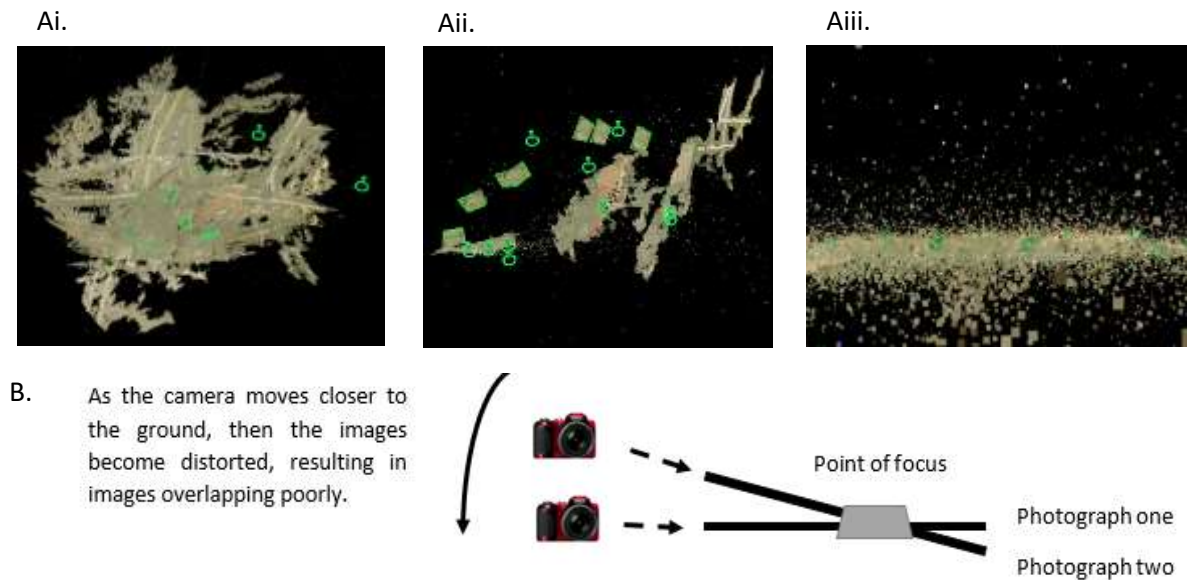 Ai.
Aii.
Aiii.
B.
As the camera moves closer to
the ground, then the images
become distorted, resulting in
images overlapping poorly.
Point of focus
Photograph one
Photograph two